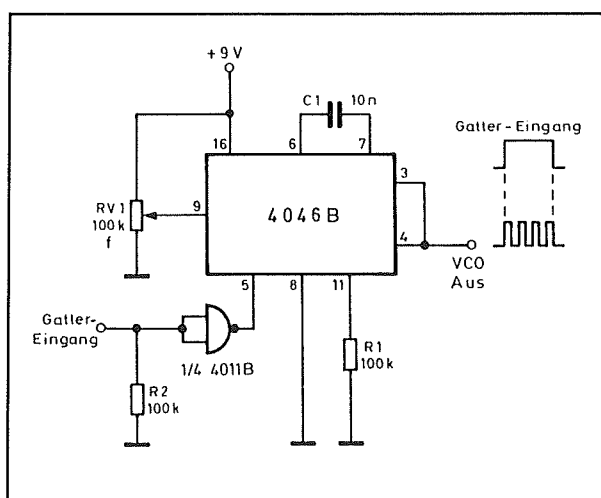 +9V
C1 10n
Gatter-Eingang
16
6
7
3
RV1
100k
f
9
4046B
4
VCO
Aus
5
8
11
Gatter-
Eingang
1/4 4011B
R1
100k
R2
100k